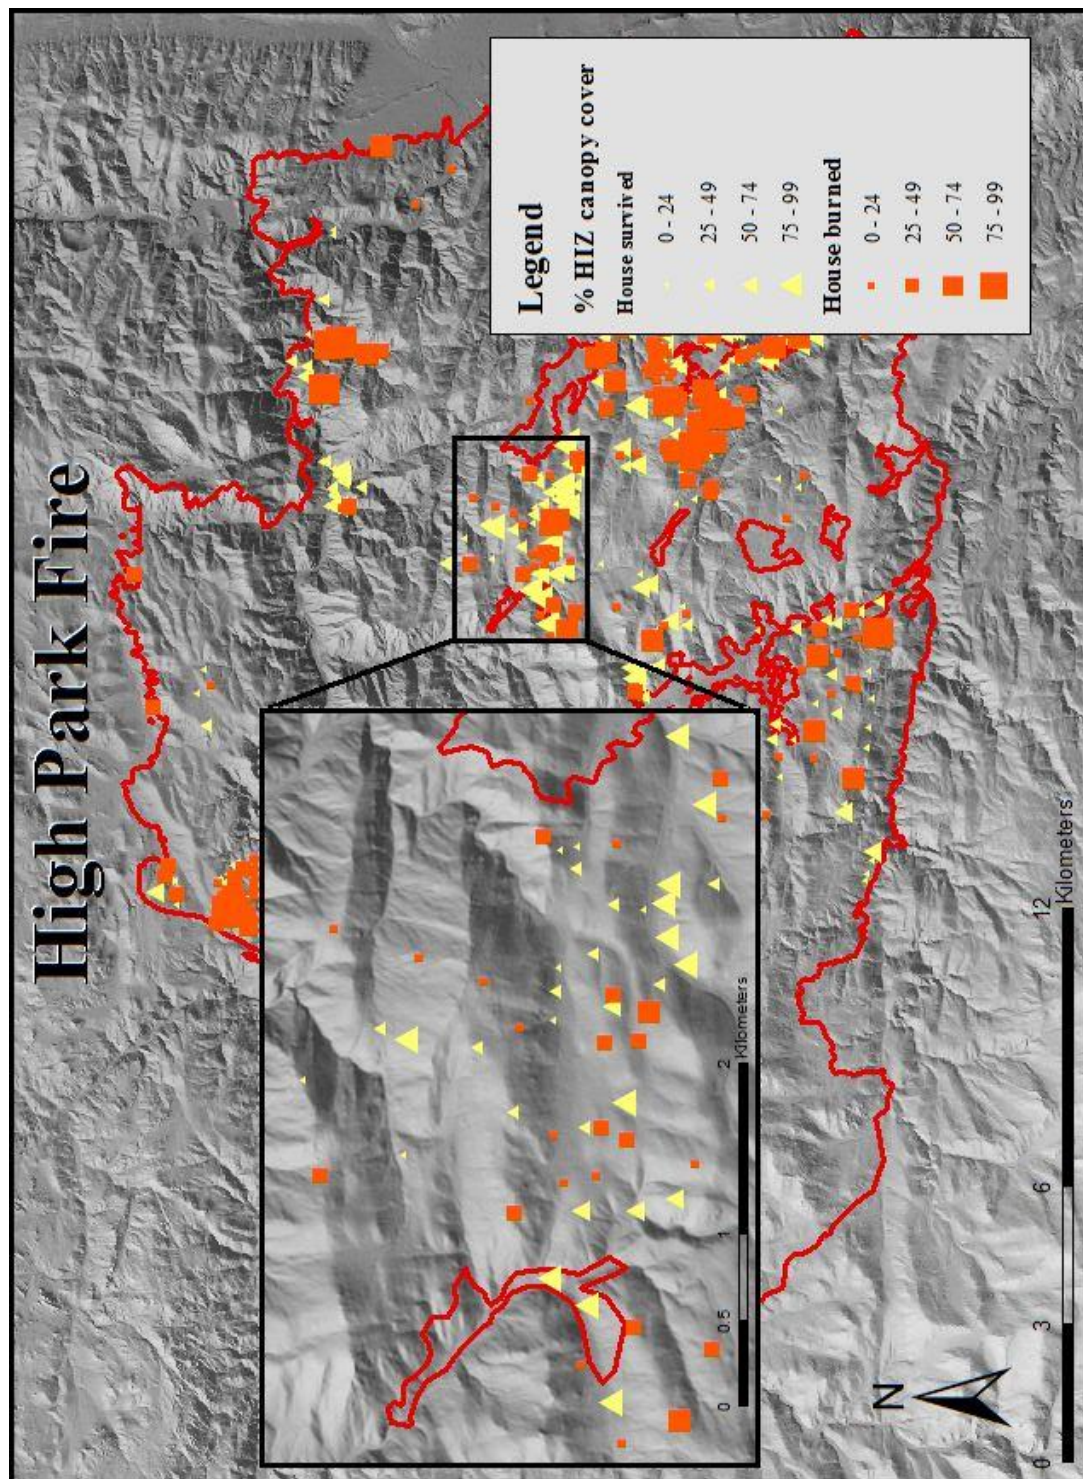 High Park Fire
Legend
% HIZ canopy cover
House survived
0 - 24
25 - 49
50 - 74
75 - 99
House burned
0 - 24
25 - 49
50 - 74
75 - 99
0 0.5 1 2
Kilometers
N
0 3 6 12
Kilometers